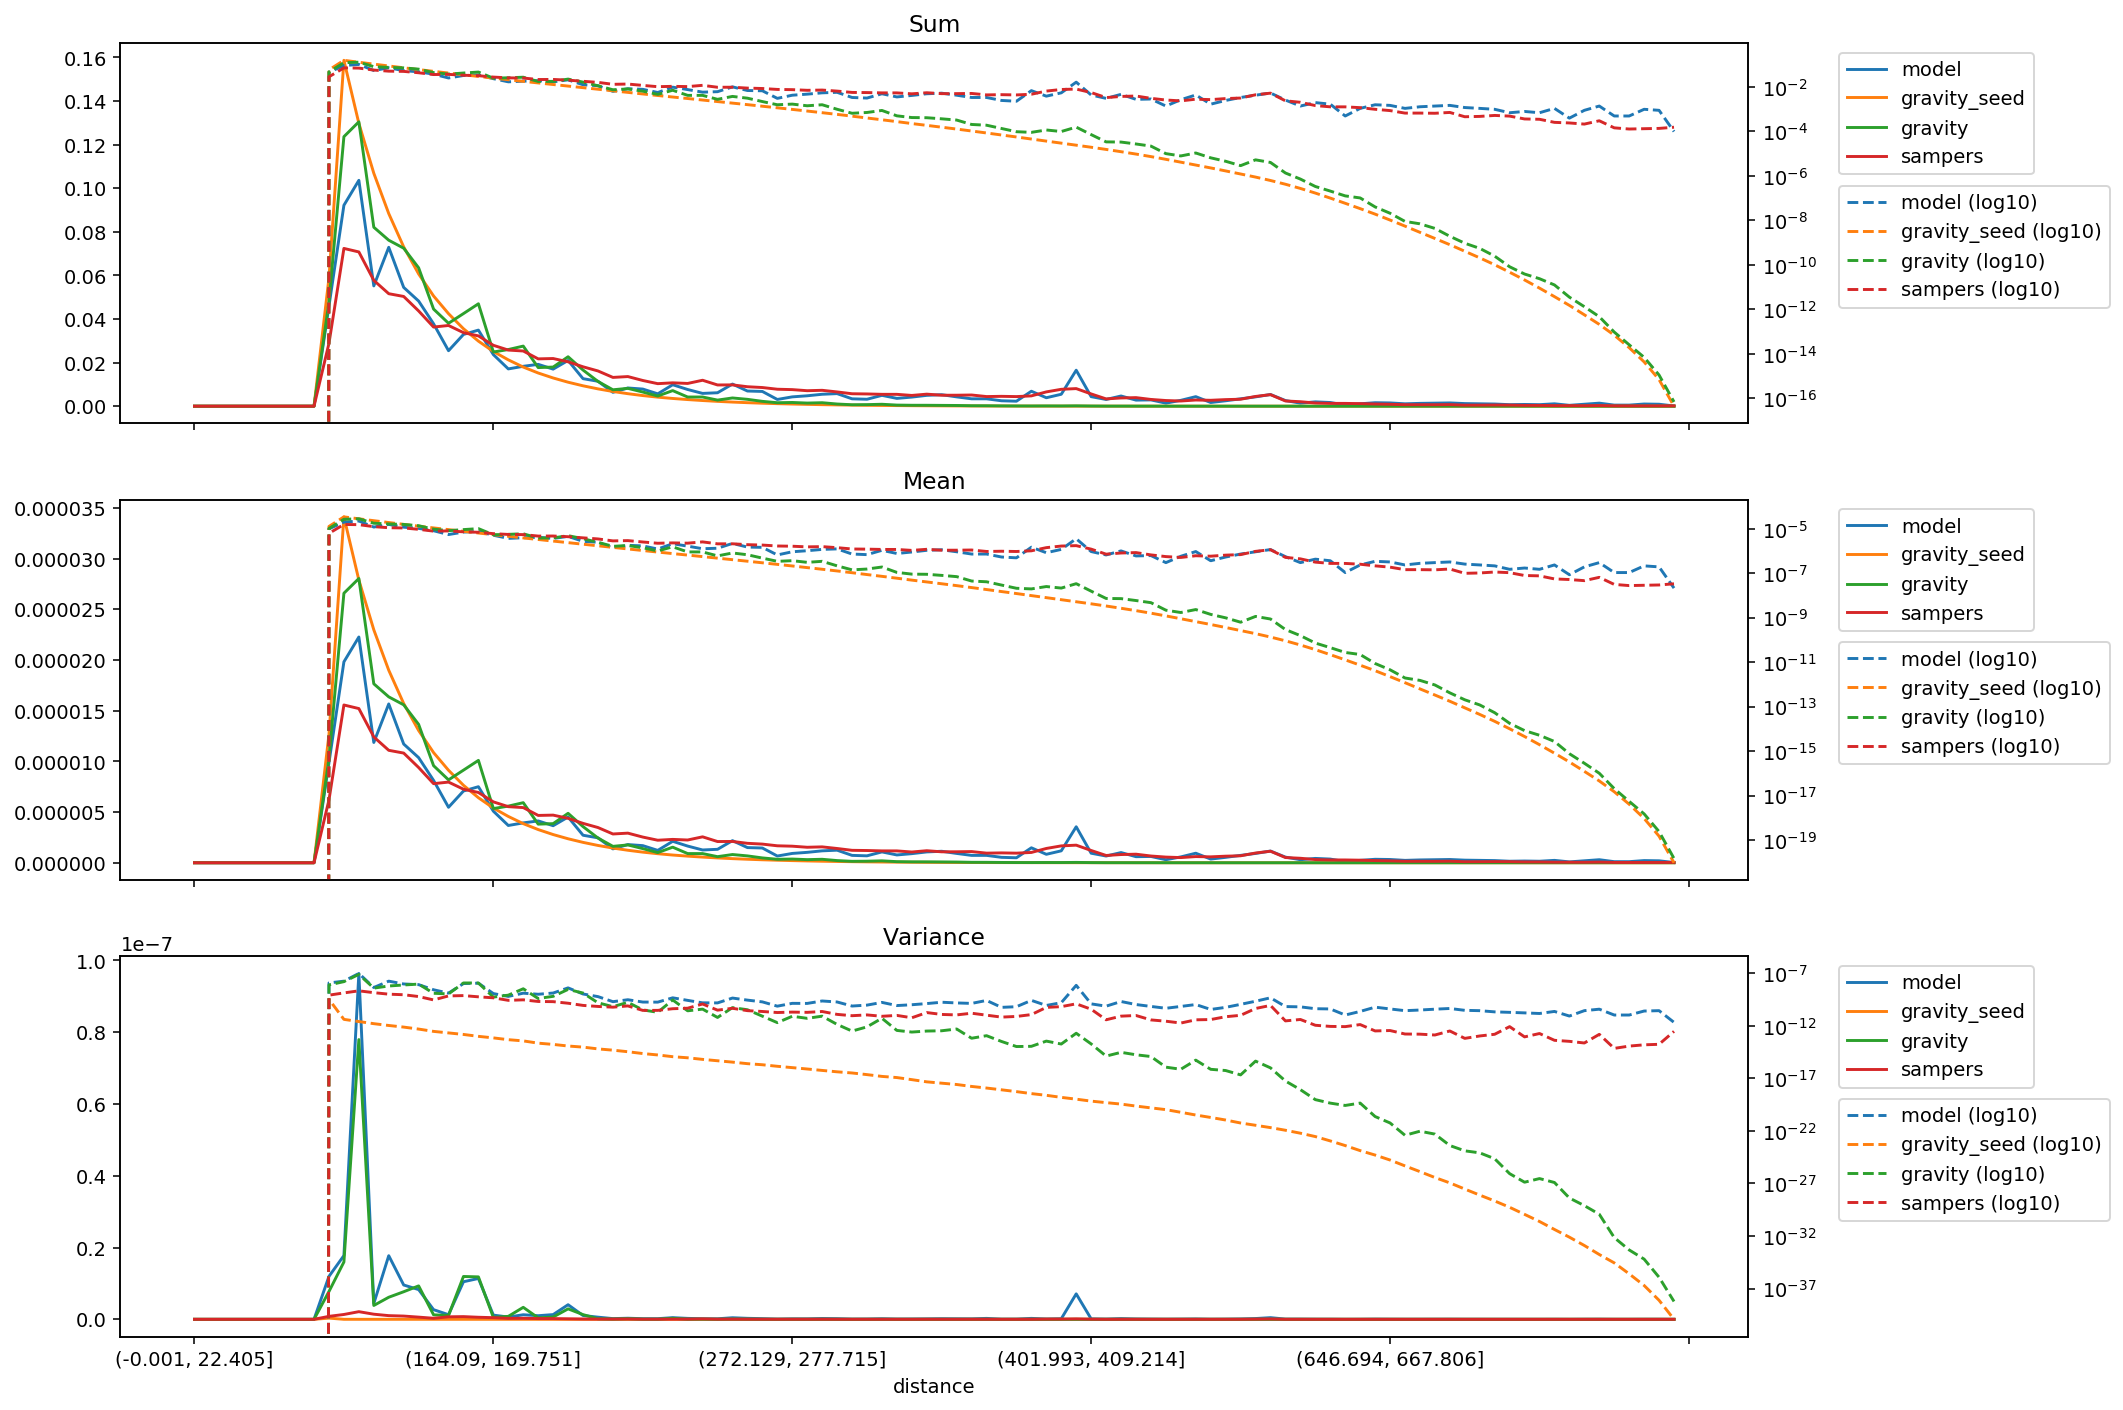 Sum
0.16
0.14
0.12
0.10
0.08
0.06
0.04
0.02
0.00
10−2
10−4
10−6
10−8
10−10
10−12
10−14
10−16
model
gravity_seed
gravity
sampers
model (log10)
gravity_seed (log10)
gravity (log10)
sampers (log10)
Mean
0.000035
0.000030
0.000025
0.000020
0.000015
0.000010
0.000005
0.000000
10−5
10−7
10−9
10−11
10−13
10−15
10−17
10−19
model
gravity_seed
gravity
sampers
model (log10)
gravity_seed (log10)
gravity (log10)
sampers (log10)
Variance
1e−7
1.0
0.8
0.6
0.4
0.2
0.0
10−7
10−12
10−17
10−22
10−27
10−32
10−37
model
gravity_seed
gravity
sampers
model (log10)
gravity_seed (log10)
gravity (log10)
sampers (log10)
(-0.001, 22.405] (164.09, 169.751] (272.129, 277.715] (401.993, 409.214] (646.694, 667.806]
distance